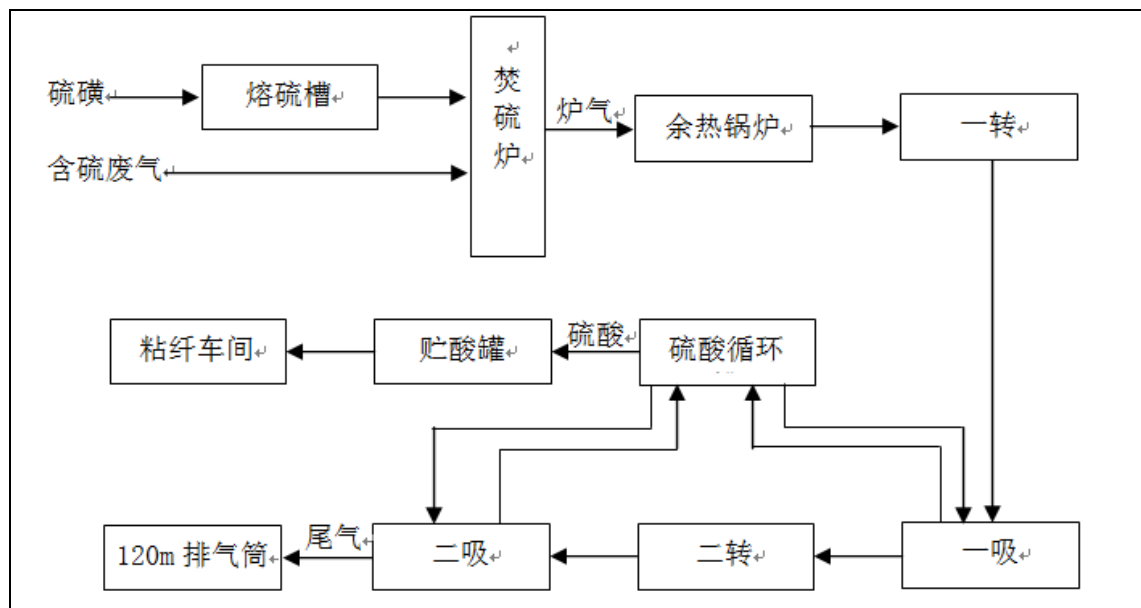 硫磺
熔硫槽
焚
硫
炉
炉气
余热锅炉
一转
含硫废气
粘纤车间
贮酸罐
硫酸
硫酸循环
120m 排气筒
尾气
二吸
二转
一吸